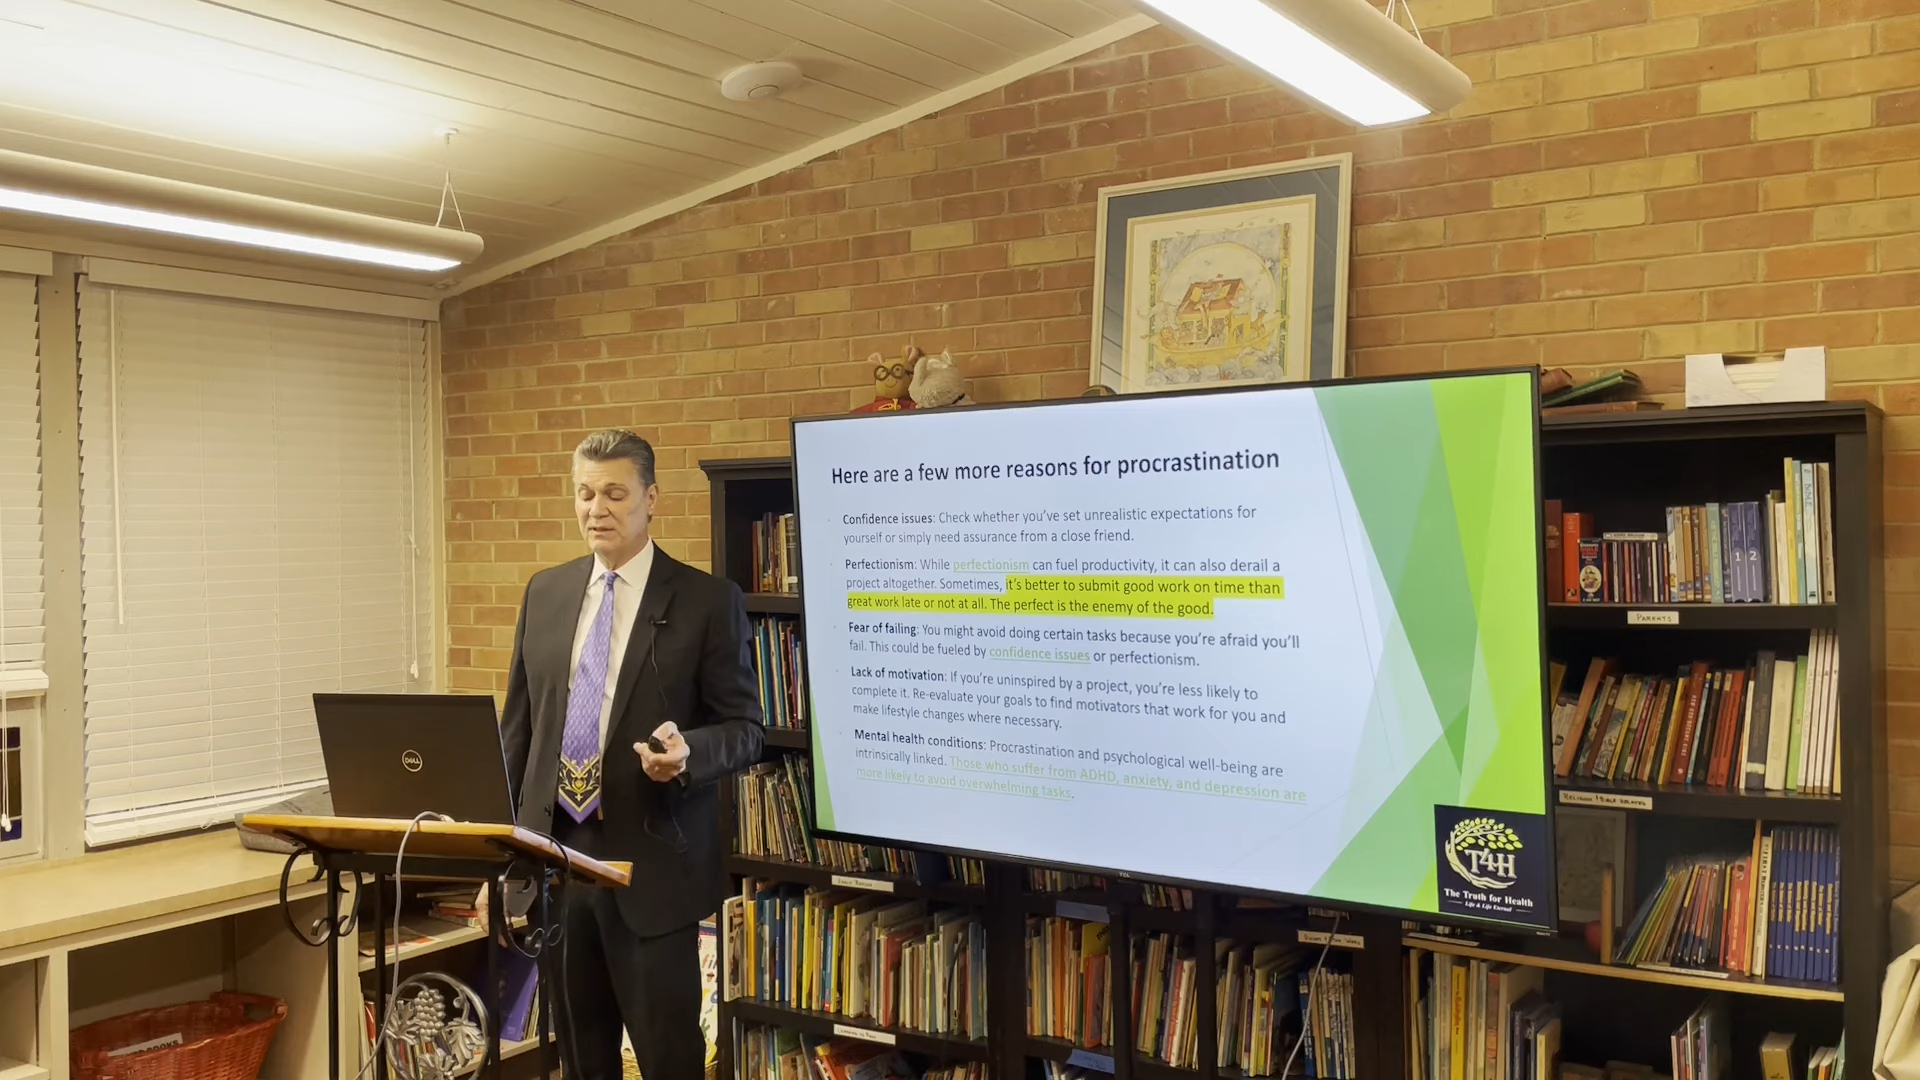 Here are a few more reasons for procrastination
Confidence issues: Check whether you've set unrealistic expectations for
yourself or simply need assurance from a close friend.
Perfectionism: While perfectionism can fuel productivity, it can also derail a
project altogether. Sometimes, it's better to submit good work on time than
great work late or not at all. The perfect is the enemy of the good.
Fear of failing: You might avoid doing certain tasks because you're afraid you'll
fail. This could be fueled by confidence issues or perfectionism.
Lack of motivation: If you're uninspired by a project, you're less likely to
complete it. Re-evaluate your goals to find motivators that work for you and
make lifestyle changes where necessary.
Mental health conditions: Procrastination and psychological well-being are
intrinsically linked. Those who suffer from ADHD, anxiety, and depression are
more likely to avoid overwhelming tasks.
T4H
The Truth for Health
Life & Life Eternal
TCL
DELL
PARENTS
1 2
BOOKS